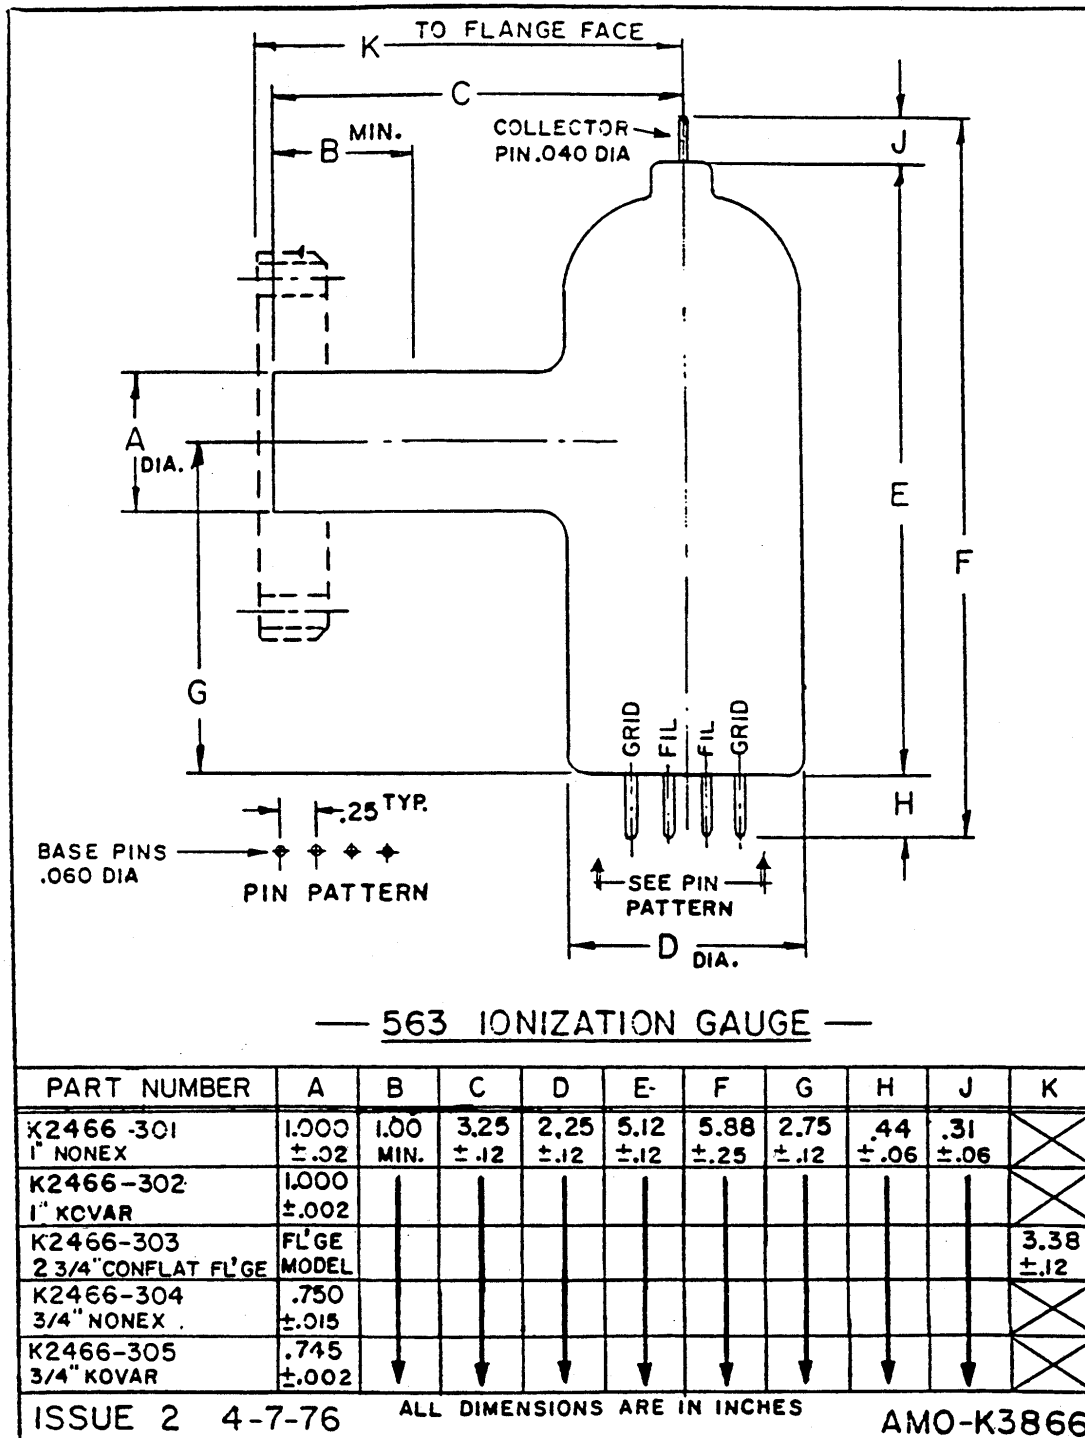 TO FLANGE FACE
K
C
B MIN.
COLLECTOR
PIN .040 DIA
J
A DIA.
E
F
G
GRID FIL FIL GRID
H
.25 TYP.
BASE PINS
.060 DIA
PIN PATTERN
SEE PIN
PATTERN
D DIA.
563 IONIZATION GAUGE
PART NUMBER A B C D E F G H J K
K2466-301 1.000 1.00 3.25 2.25 5.12 5.88 2.75 .44 .31
1" NONEX ±.02 MIN. ±.12 ±.12 ±.12 ±.25 ±.12 ±.06 ±.06
K2466-302 1.000
1" KOVAR ±.002
K2466-303 FL'GE 3.38
2 3/4" CONFLAT FL'GE MODEL ±.12
K2466-304 .750
3/4" NONEX ±.015
K2466-305 .745
3/4" KOVAR ±.002
ISSUE 2 4-7-76 ALL DIMENSIONS ARE IN INCHES AMO-K3866